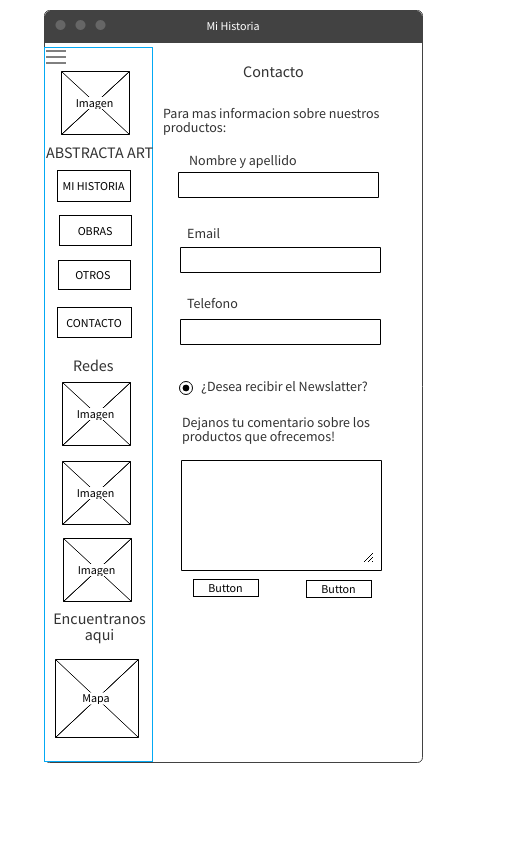 Mi Historia
Imagen
ABSTRACTA ART
MI HISTORIA
OBRAS
OTROS
CONTACTO
Redes
Imagen
Imagen
Imagen
Encuentranos
aqui
Mapa
Contacto
Para mas informacion sobre nuestros
productos:
Nombre y apellido
Email
Telefono
¿Desea recibir el Newslatter?
Dejanos tu comentario sobre los
productos que ofrecemos!
Button
Button